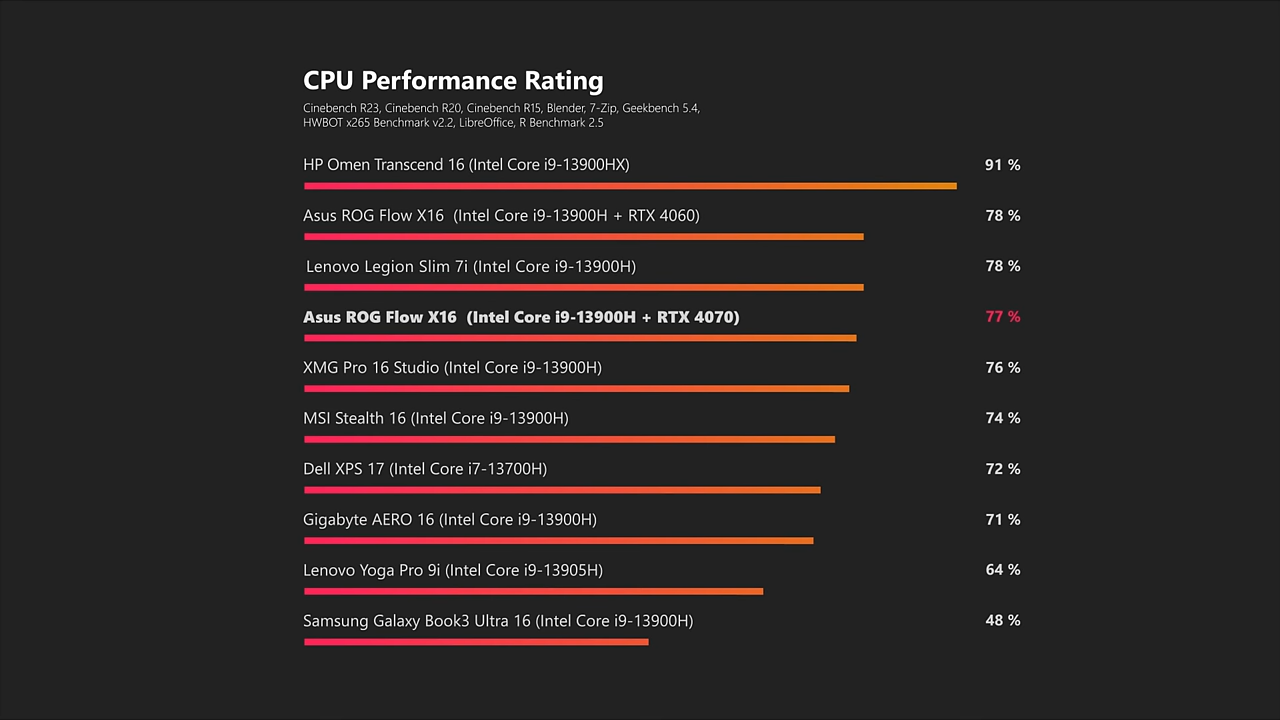 CPU Performance Rating
Cinebench R23, Cinebench R20, Cinebench R15, Blender, 7-Zip, Geekbench 5.4,
HWBOT x265 Benchmark v2.2, LibreOffice, R Benchmark 2.5
HP Omen Transcend 16 (Intel Core i9-13900HX) 91 %
Asus ROG Flow X16 (Intel Core i9-13900H + RTX 4060) 78 %
Lenovo Legion Slim 7i (Intel Core i9-13900H) 78 %
Asus ROG Flow X16 (Intel Core i9-13900H + RTX 4070) 77 %
XMG Pro 16 Studio (Intel Core i9-13900H) 76 %
MSI Stealth 16 (Intel Core i9-13900H) 74 %
Dell XPS 17 (Intel Core i7-13700H) 72 %
Gigabyte AERO 16 (Intel Core i9-13900H) 71 %
Lenovo Yoga Pro 9i (Intel Core i9-13905H) 64 %
Samsung Galaxy Book3 Ultra 16 (Intel Core i9-13900H) 48 %